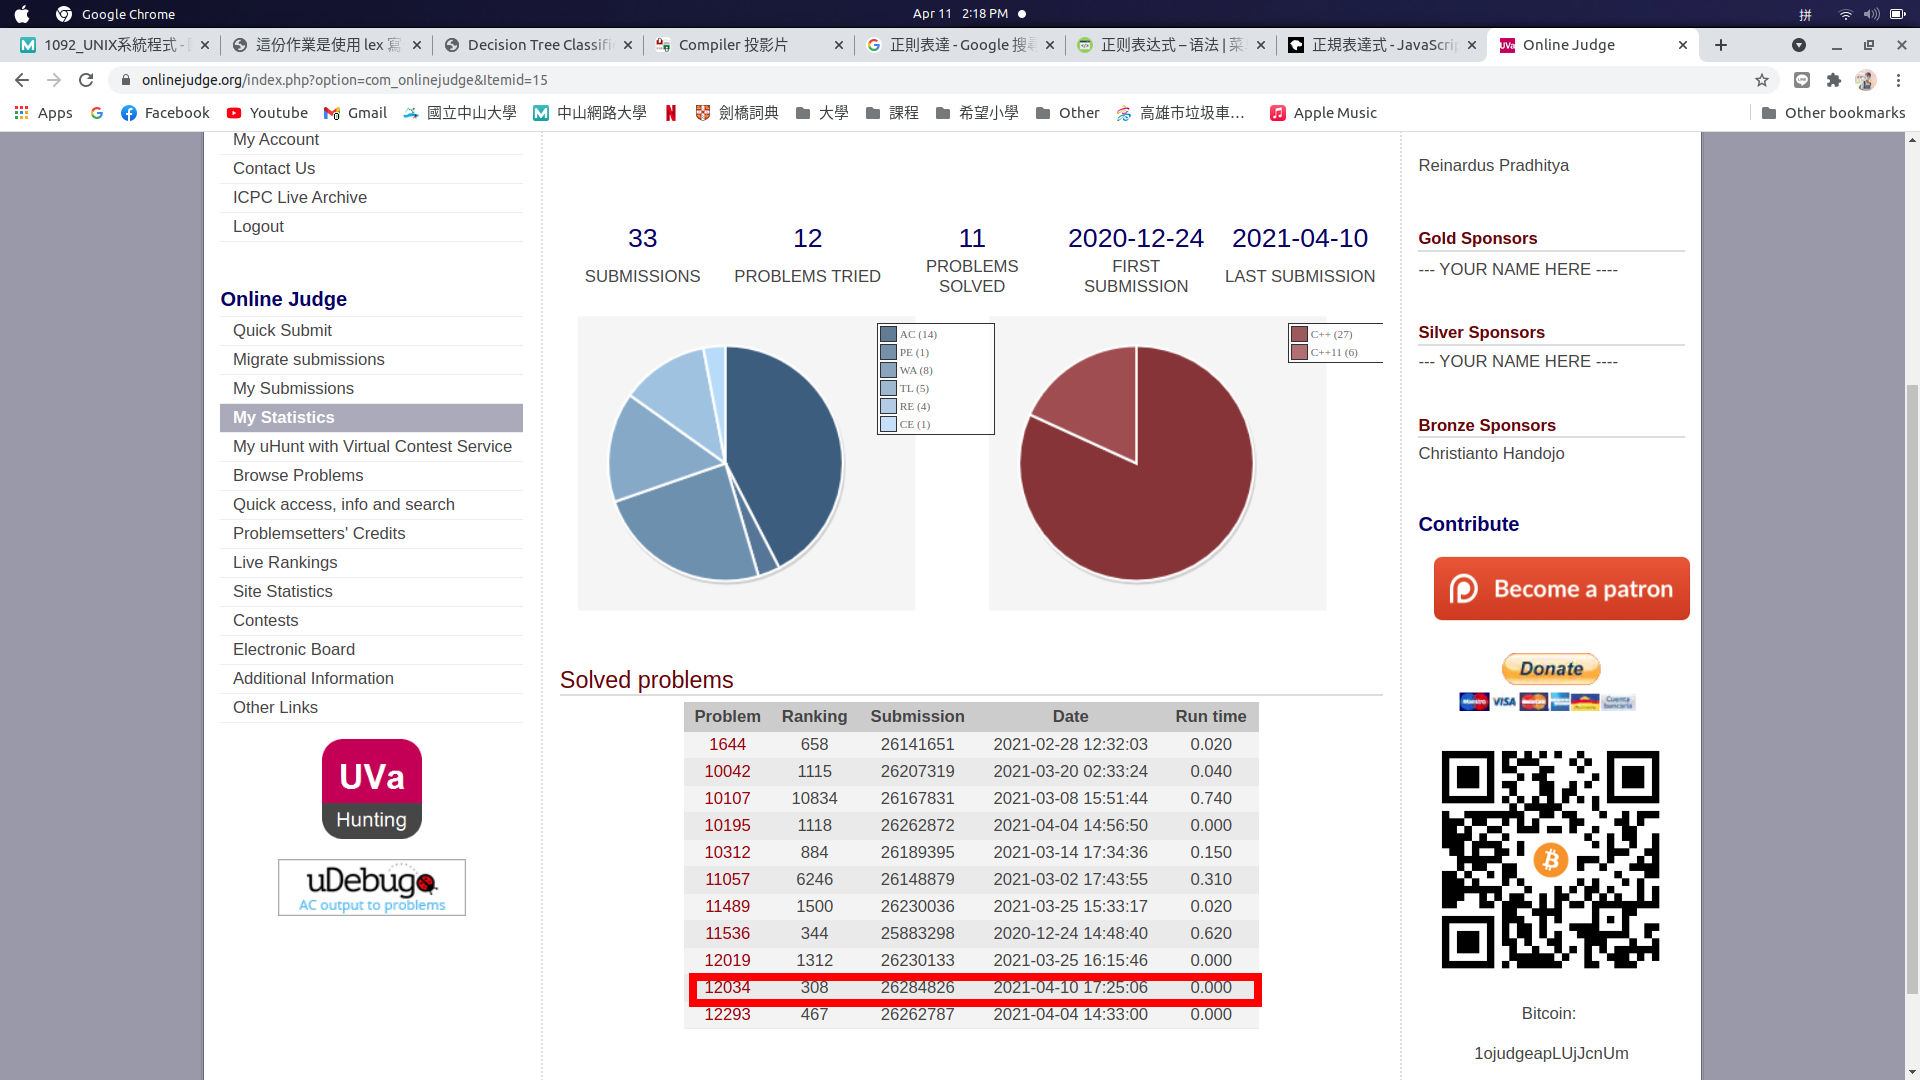 Google Chrome
Apr 11 2:18 PM
拼
1092_UNIX系統程式 -
這份作業是使用 lex 寫
Decision Tree Classifi
Compiler 投影片
正則表達 - Google 搜尋
正则表达式 – 语法 | 菜
正規表達式 - JavaScrip
Online Judge
onlinejudge.org/index.php?option=com_onlinejudge&Itemid=15
Apps
Facebook
Youtube
Gmail
國立中山大學
中山網路大學
劍橋詞典
大學
課程
希望小學
Other
高雄市垃圾車...
Apple Music
Other bookmarks
My Account
Contact Us
ICPC Live Archive
Logout
Online Judge
Quick Submit
Migrate submissions
My Submissions
My Statistics
My uHunt with Virtual Contest Service
Browse Problems
Quick access, info and search
Problemsetters' Credits
Live Rankings
Site Statistics
Contests
Electronic Board
Additional Information
Other Links
UVa
Hunting
uDebug
AC output to problems
33
SUBMISSIONS
12
PROBLEMS TRIED
11
PROBLEMS
SOLVED
2020-12-24
FIRST
SUBMISSION
2021-04-10
LAST SUBMISSION
AC (14)
PE (1)
WA (8)
TL (5)
RE (4)
CE (1)
C++ (27)
C++11 (6)
Solved problems
Problem Ranking Submission Date Run time
1644 658 26141651 2021-02-28 12:32:03 0.020
10042 1115 26207319 2021-03-20 02:33:24 0.040
10107 10834 26167831 2021-03-08 15:51:44 0.740
10195 1118 26262872 2021-04-04 14:56:50 0.000
10312 884 26189395 2021-03-14 17:34:36 0.150
11057 6246 26148879 2021-03-02 17:43:55 0.310
11489 1500 26230036 2021-03-25 15:33:17 0.020
11536 344 25883298 2020-12-24 14:48:40 0.620
12019 1312 26230133 2021-03-25 16:15:46 0.000
12034 308 26284826 2021-04-10 17:25:06 0.000
12293 467 26262787 2021-04-04 14:33:00 0.000
Reinardus Pradhitya
Gold Sponsors
--- YOUR NAME HERE ----
Silver Sponsors
--- YOUR NAME HERE ----
Bronze Sponsors
Christianto Handojo
Contribute
Become a patron
Donate
VISA
Cuenta
bancaria
Bitcoin:
1ojudgeapLUjJcnUm